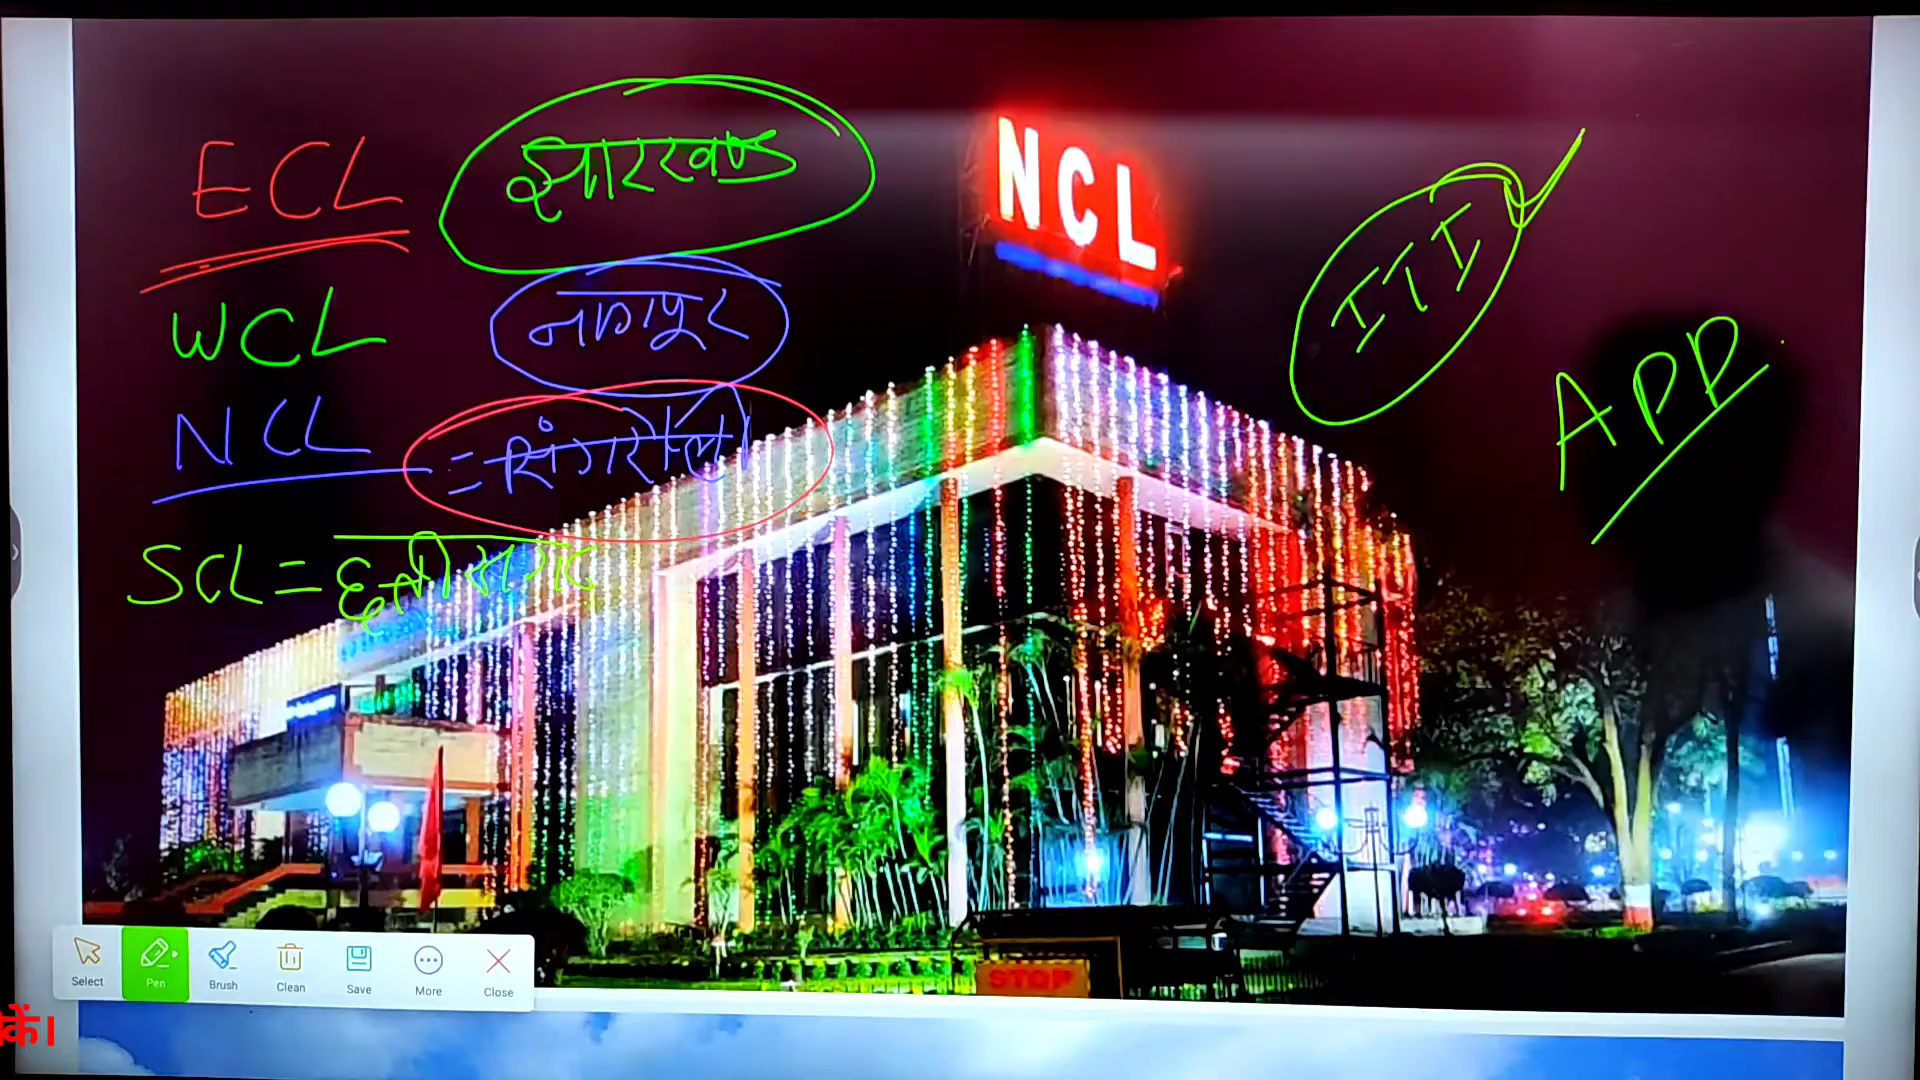 ECL झारखण्ड
NCL
ITI
WCL नागपुर
APP
NCL = सिंगरौली
SCL = छत्तीसगढ़
STOP
Select Pen Brush Clean Save More Close
कें।